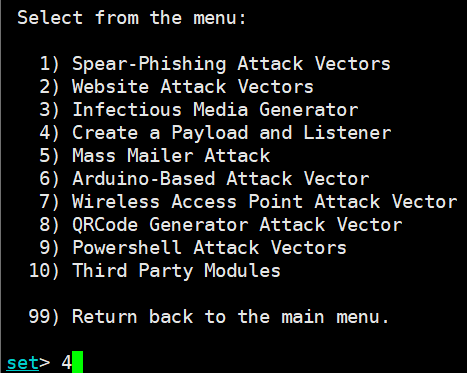 Select from the menu:
1) Spear-Phishing Attack Vectors
2) Website Attack Vectors
3) Infectious Media Generator
4) Create a Payload and Listener
5) Mass Mailer Attack
6) Arduino-Based Attack Vector
7) Wireless Access Point Attack Vector
8) QRCode Generator Attack Vector
9) Powershell Attack Vectors
10) Third Party Modules
99) Return back to the main menu.
set> 4